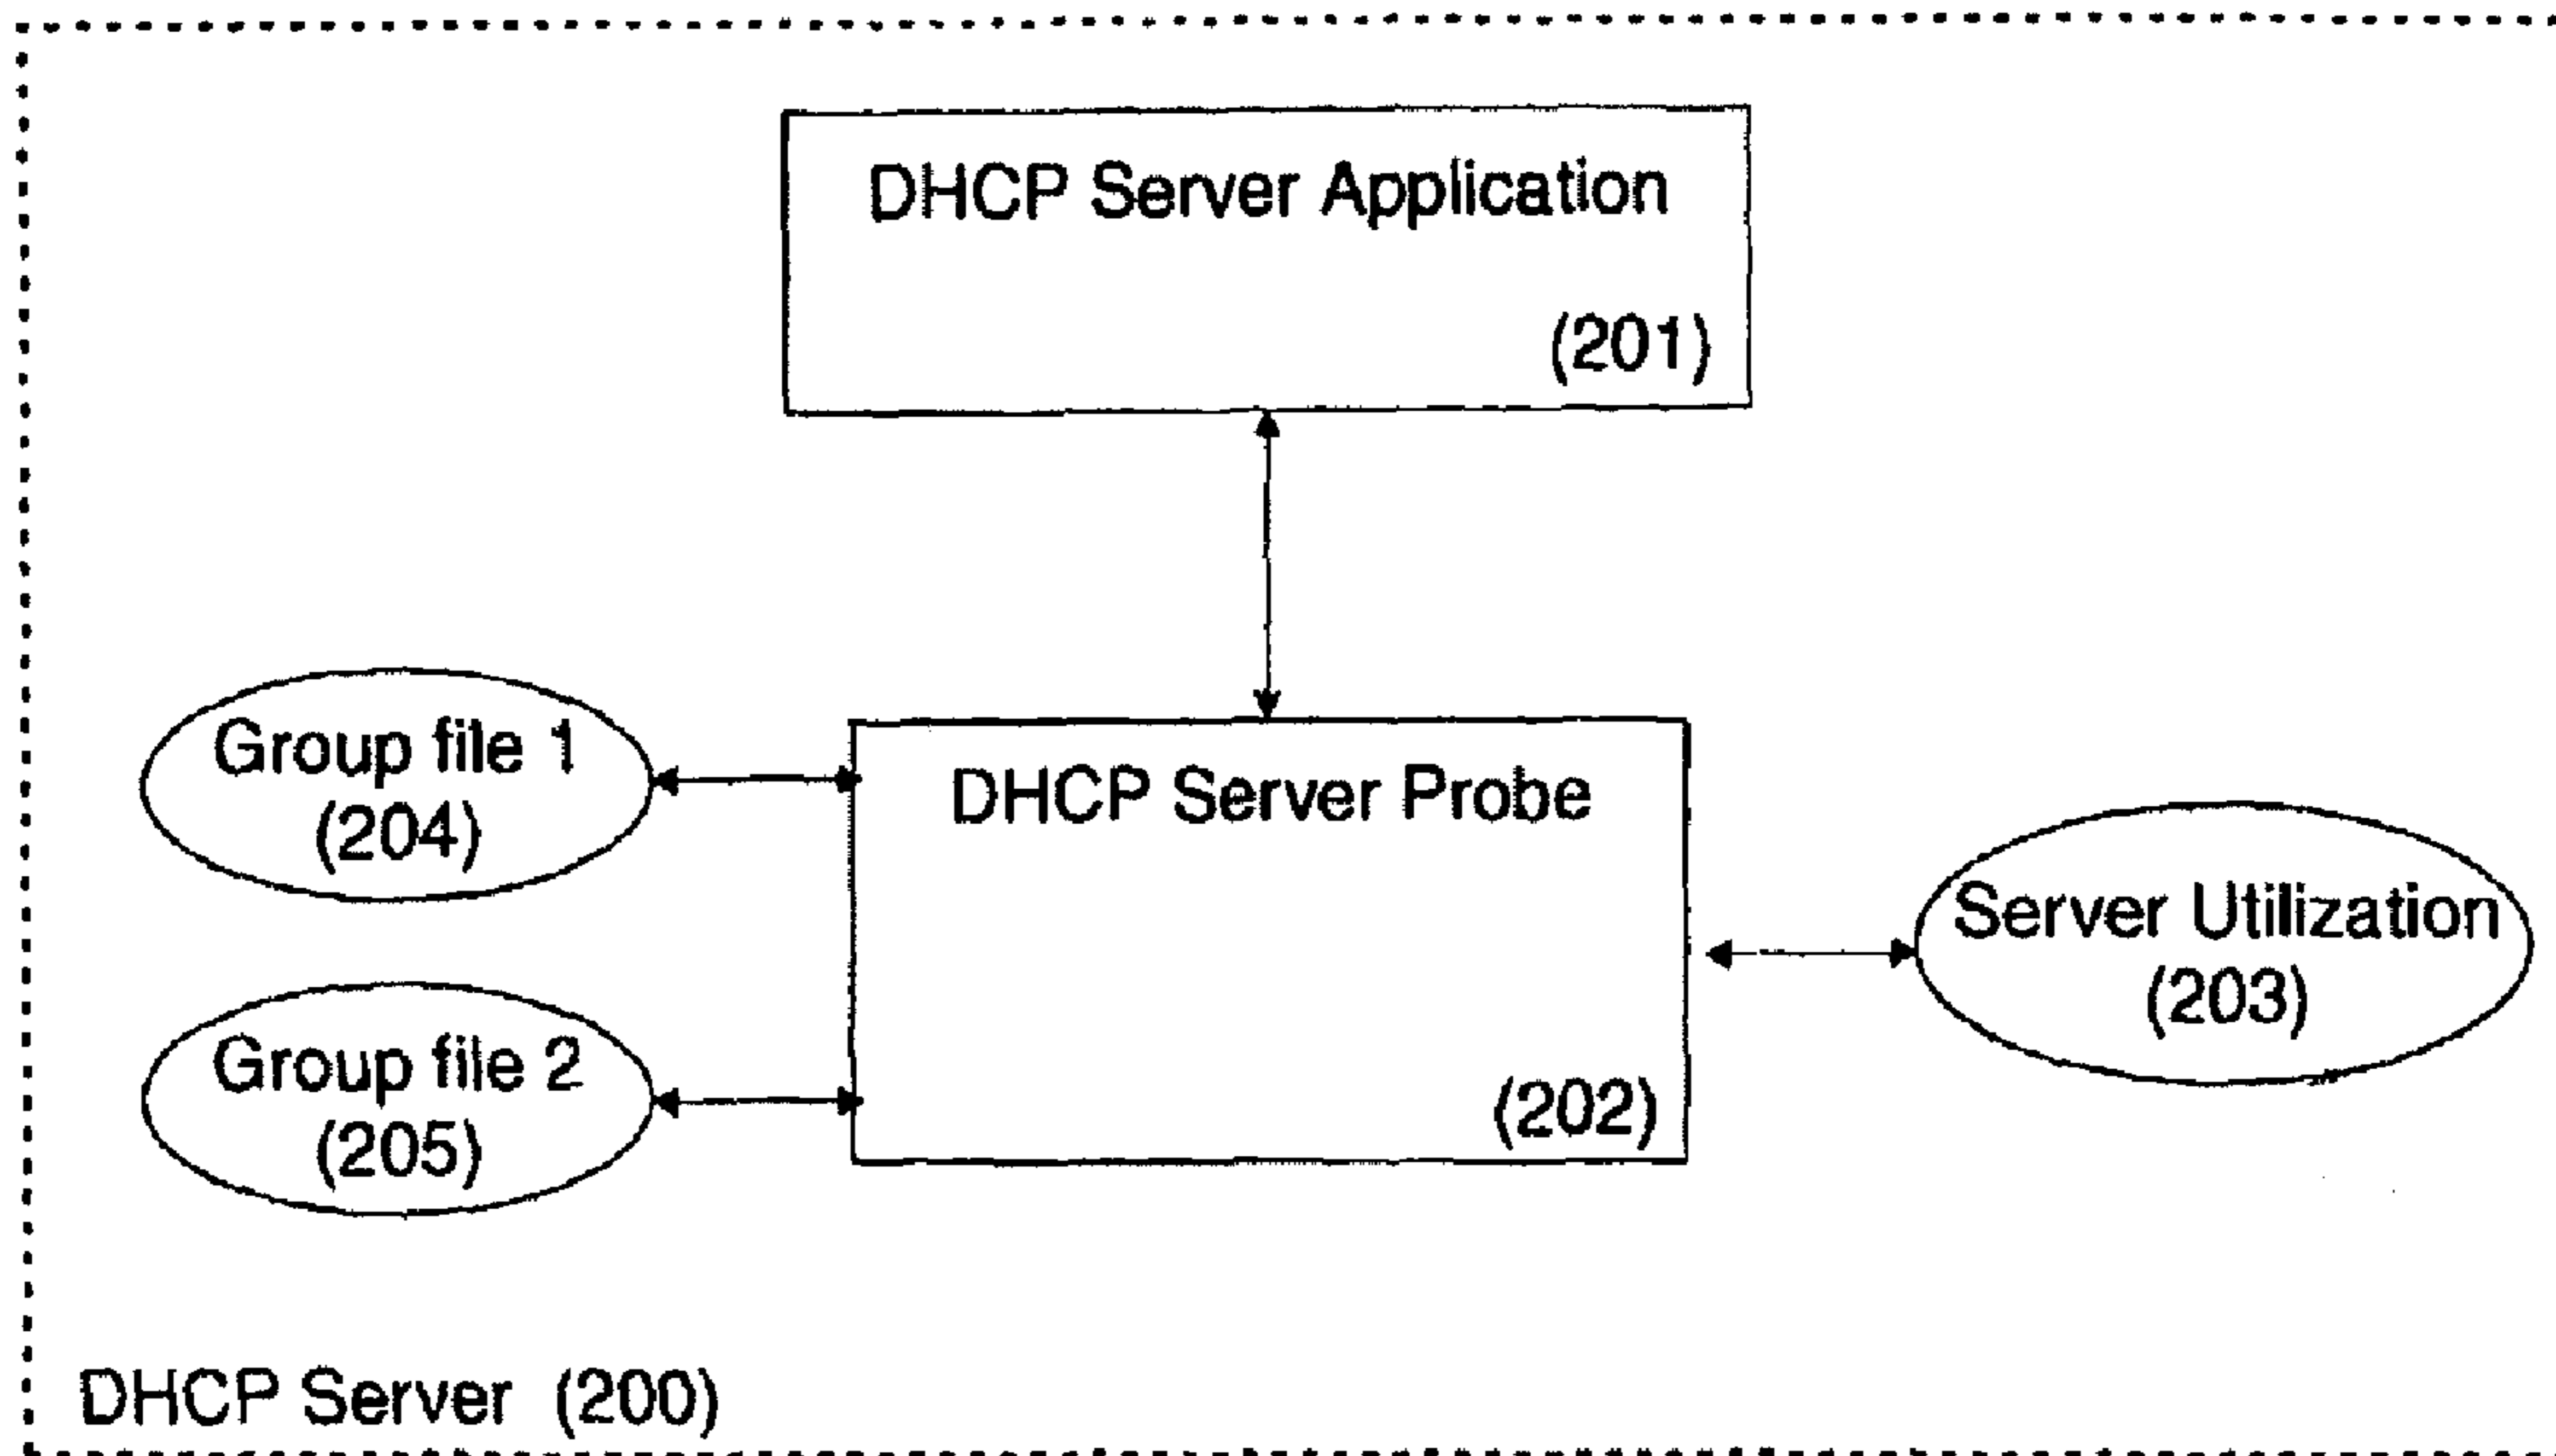 DHCP Server Application
(201)
Group file 1
(204)
DHCP Server Probe
(202)
Server Utilization
(203)
Group file 2
(205)
DHCP Server (200)